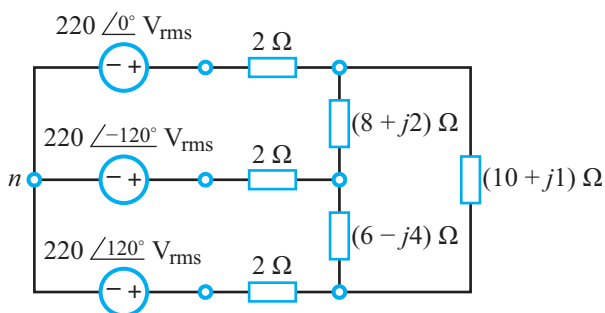 220 ∠0° Vrms
2 Ω
− +
(8 + j2) Ω
220 ∠−120° Vrms
2 Ω
n
− +
(10 + j1) Ω
(6 − j4) Ω
220 ∠120° Vrms
2 Ω
− +